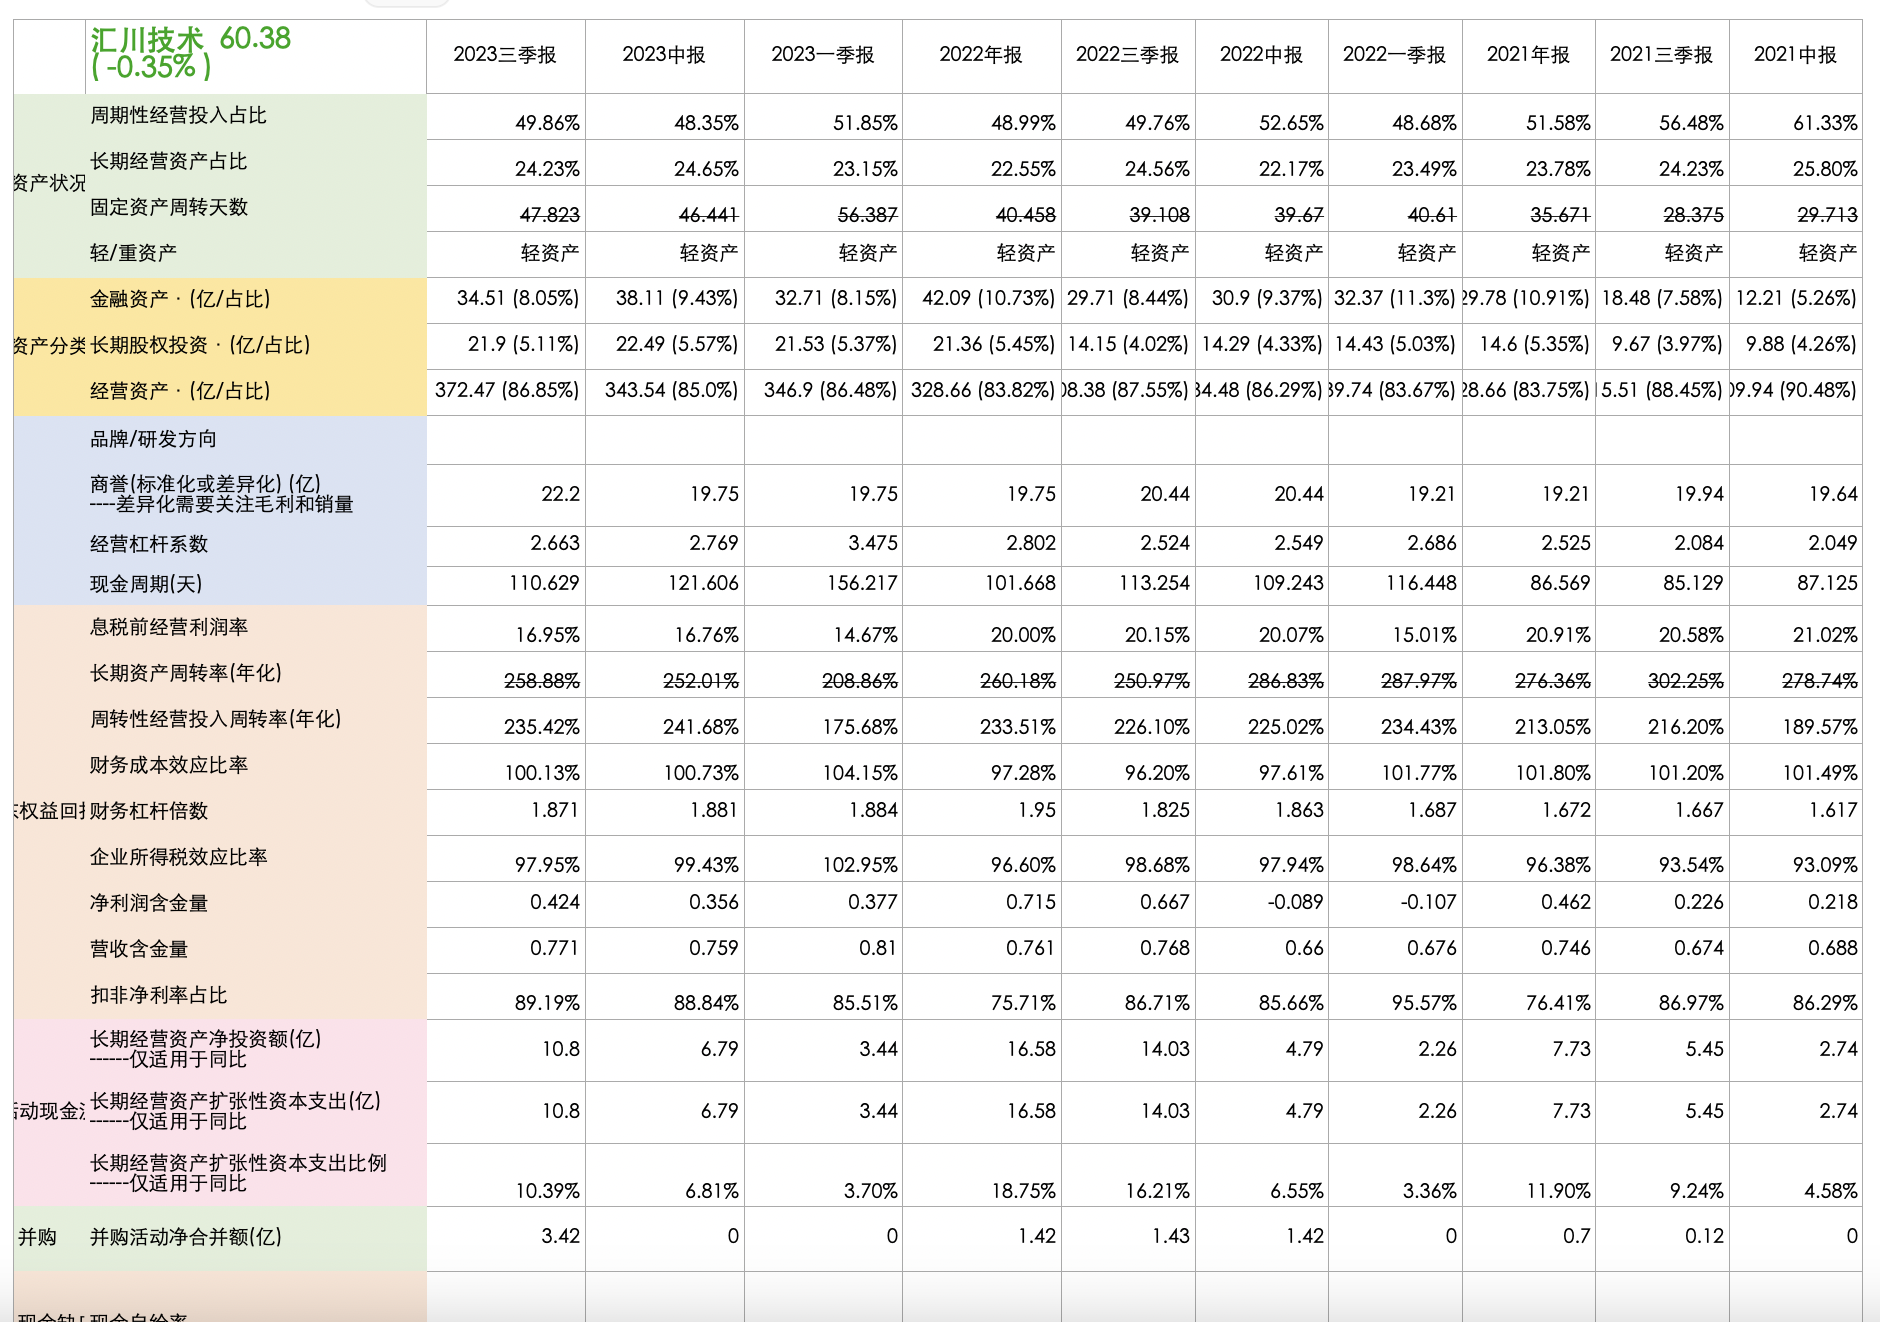 汇川技术 60.38
( -0.35% )
2023三季报 2023中报 2023一季报 2022年报 2022三季报 2022中报 2022一季报 2021年报 2021三季报 2021中报
周期性经营投入占比 49.86% 48.35% 51.85% 48.99% 49.76% 52.65% 48.68% 51.58% 56.48% 61.33%
长期经营资产占比 24.23% 24.65% 23.15% 22.55% 24.56% 22.17% 23.49% 23.78% 24.23% 25.80%
资产状况
固定资产周转天数 47.823 46.441 56.387 40.458 39.108 39.67 40.61 35.671 28.375 29.713
轻/重资产 轻资产 轻资产 轻资产 轻资产 轻资产 轻资产 轻资产 轻资产 轻资产 轻资产
金融资产 · (亿/占比) 34.51 (8.05%) 38.11 (9.43%) 32.71 (8.15%) 42.09 (10.73%) 29.71 (8.44%) 30.9 (9.37%) 32.37 (11.3%) 29.78 (10.91%) 18.48 (7.58%) 12.21 (5.26%)
资产分类 长期股权投资 · (亿/占比) 21.9 (5.11%) 22.49 (5.57%) 21.53 (5.37%) 21.36 (5.45%) 14.15 (4.02%) 14.29 (4.33%) 14.43 (5.03%) 14.6 (5.35%) 9.67 (3.97%) 9.88 (4.26%)
经营资产 · (亿/占比) 372.47 (86.85%) 343.54 (85.0%) 346.9 (86.48%) 328.66 (83.82%) 08.38 (87.55%) 84.48 (86.29%) 39.74 (83.67%) 28.66 (83.75%) 15.51 (88.45%) 09.94 (90.48%)
品牌/研发方向
商誉(标准化或差异化) (亿)
----差异化需要关注毛利和销量 22.2 19.75 19.75 19.75 20.44 20.44 19.21 19.21 19.94 19.64
经营杠杆系数 2.663 2.769 3.475 2.802 2.524 2.549 2.686 2.525 2.084 2.049
现金周期(天) 110.629 121.606 156.217 101.668 113.254 109.243 116.448 86.569 85.129 87.125
息税前经营利润率 16.95% 16.76% 14.67% 20.00% 20.15% 20.07% 15.01% 20.91% 20.58% 21.02%
长期资产周转率(年化) 258.88% 252.01% 208.86% 260.18% 250.97% 286.83% 287.97% 276.36% 302.25% 278.74%
周转性经营投入周转率(年化) 235.42% 241.68% 175.68% 233.51% 226.10% 225.02% 234.43% 213.05% 216.20% 189.57%
财务成本效应比率 100.13% 100.73% 104.15% 97.28% 96.20% 97.61% 101.77% 101.80% 101.20% 101.49%
权益回 财务杠杆倍数 1.871 1.881 1.884 1.95 1.825 1.863 1.687 1.672 1.667 1.617
企业所得税效应比率 97.95% 99.43% 102.95% 96.60% 98.68% 97.94% 98.64% 96.38% 93.54% 93.09%
净利润含金量 0.424 0.356 0.377 0.715 0.667 -0.089 -0.107 0.462 0.226 0.218
营收含金量 0.771 0.759 0.81 0.761 0.768 0.66 0.676 0.746 0.674 0.688
扣非净利率占比 89.19% 88.84% 85.51% 75.71% 86.71% 85.66% 95.57% 76.41% 86.97% 86.29%
长期经营资产净投资额(亿)
------仅适用于同比 10.8 6.79 3.44 16.58 14.03 4.79 2.26 7.73 5.45 2.74
动现金 长期经营资产扩张性资本支出(亿)
------仅适用于同比 10.8 6.79 3.44 16.58 14.03 4.79 2.26 7.73 5.45 2.74
长期经营资产扩张性资本支出比例
------仅适用于同比 10.39% 6.81% 3.70% 18.75% 16.21% 6.55% 3.36% 11.90% 9.24% 4.58%
并购 并购活动净合并额(亿) 3.42 0 0 1.42 1.43 1.42 0 0.7 0.12 0
现金自给率